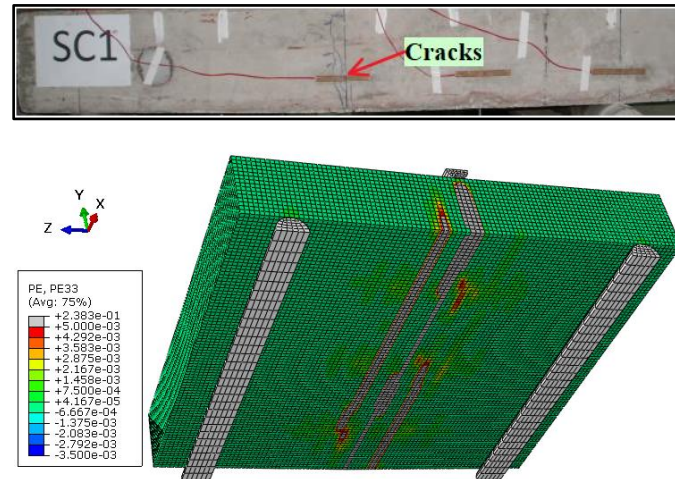 SC1
Cracks
Y
X
Z
PE, PE33
(Avg: 75%)
+2.383e-01
+5.000e-03
+4.292e-03
+3.583e-03
+2.875e-03
+2.167e-03
+1.458e-03
+7.500e-04
+4.167e-05
-6.667e-04
-1.375e-03
-2.083e-03
-2.792e-03
-3.500e-03